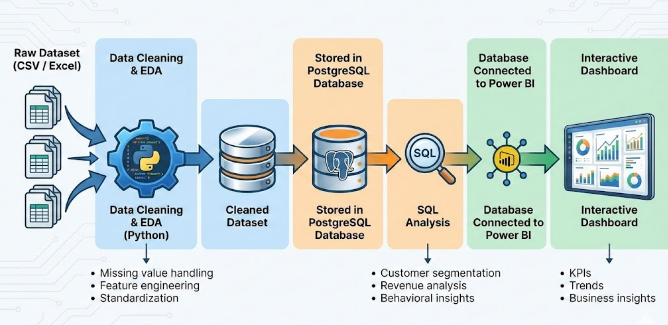 Raw Dataset
(CSV / Excel)
Data Cleaning
& EDA
Stored in
PostgreSQL
Database
Database
Connected
to Power BI
Interactive
Dashboard
SQL
Data Cleaning
& EDA
(Python)
Cleaned
Dataset
Stored in
PostgreSQL
Database
SQL
Analysis
Database
Connected to
Power BI
Interactive
Dashboard
• Missing value handling
• Feature engineering
• Standardization
• Customer segmentation
• Revenue analysis
• Behavioral insights
• KPIs
• Trends
• Business insights